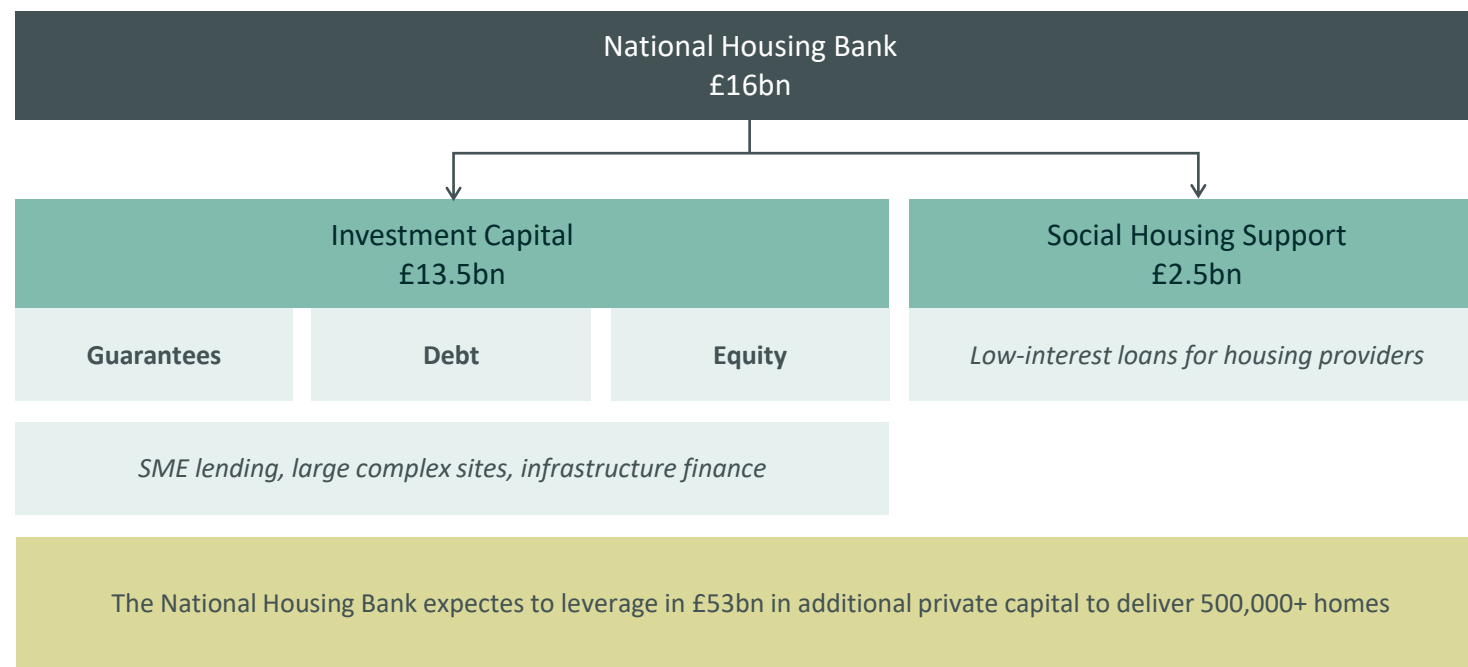 National Housing Bank
£16bn
Investment Capital
£13.5bn
Social Housing Support
£2.5bn
Guarantees
Debt
Equity
Low-interest loans for housing providers
SME lending, large complex sites, infrastructure finance
The National Housing Bank expectes to leverage in £53bn in additional private capital to deliver 500,000+ homes